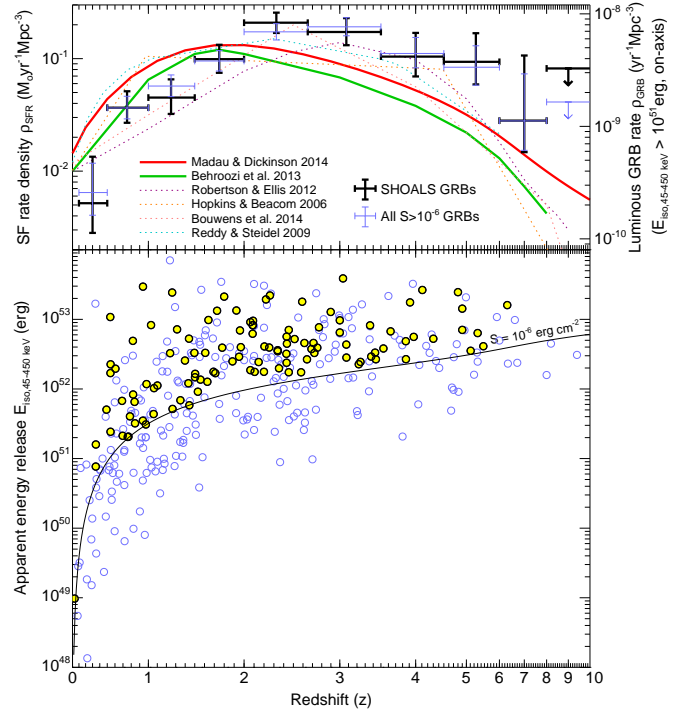 SF rate density ρSFR (M⊙yr⁻¹Mpc⁻³)
10⁻¹
10⁻²
Madau & Dickinson 2014
Behroozi et al. 2013
Robertson & Ellis 2012
Hopkins & Beacom 2006
Bouwens et al. 2014
Reddy & Steidel 2009
SHOALS GRBs
All S>10⁻⁶ GRBs
10⁻⁸
10⁻⁹
10⁻¹⁰
Luminous GRB rate ρGRB (yr⁻¹Mpc⁻³)
(Eiso,45-450 keV > 10⁵¹ erg, on-axis)
Apparent energy release Eiso,45-450 keV (erg)
10⁵³
10⁵²
10⁵¹
10⁵⁰
10⁴⁹
10⁴⁸
S = 10⁻⁶ erg cm⁻²
0 1 2 3 4 5 6 7 8 9 10
Redshift (z)